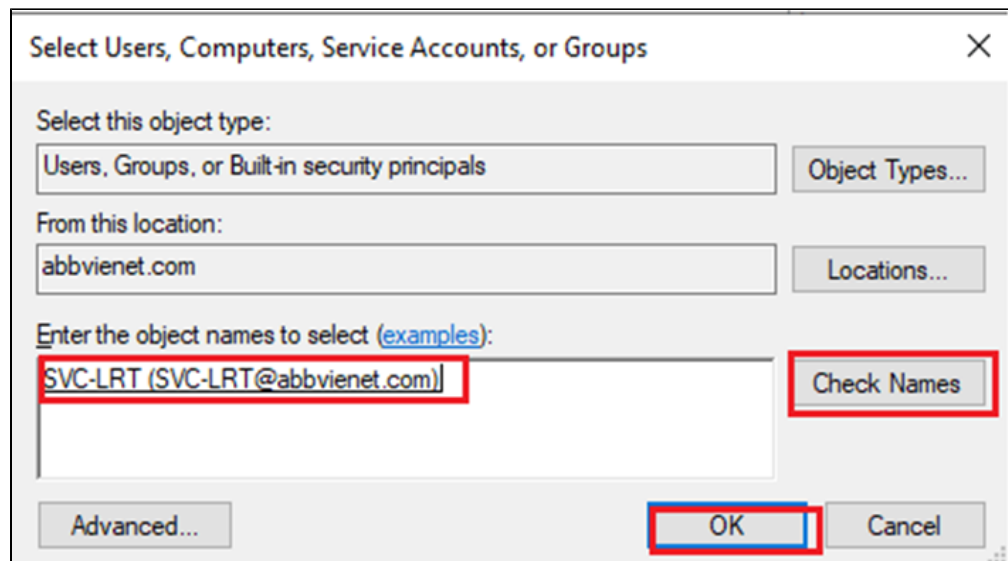 Select Users, Computers, Service Accounts, or Groups
Select this object type:
Users, Groups, or Built-in security principals
Object Types...
From this location:
abbvienet.com
Locations...
Enter the object names to select (examples):
SVC-LRT (SVC-LRT@abbvienet.com)
Check Names
Advanced...
OK
Cancel